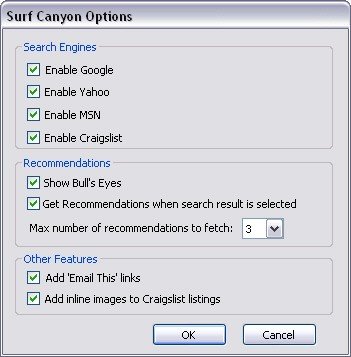 Surf Canyon Options
Search Engines
Enable Google
Enable Yahoo
Enable MSN
Enable Craigslist
Recommendations
Show Bull's Eyes
Get Recommendations when search result is selected
Max number of recommendations to fetch: 3
Other Features
Add 'Email This' links
Add inline images to Craigslist listings
OK Cancel